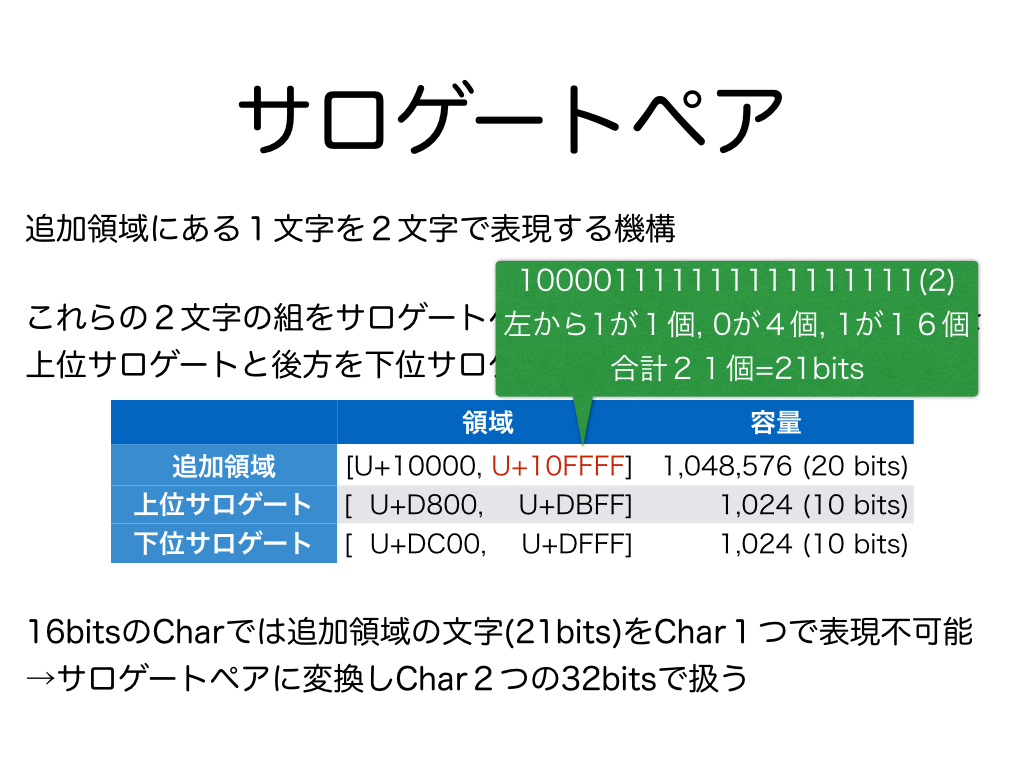 サロゲートペア
追加領域にある１文字を２文字で表現する機構
100001111111111111111(2)
左から1が１個, 0が４個, 1が１６個
合計２１個=21bits
これらの２文字の組をサロゲート
上位サロゲートと後方を下位サロ
領域 容量
追加領域 [U+10000, U+10FFFF] 1,048,576 (20 bits)
上位サロゲート [ U+D800, U+DBFF] 1,024 (10 bits)
下位サロゲート [ U+DC00, U+DFFF] 1,024 (10 bits)
16bitsのCharでは追加領域の文字(21bits)をChar１つで表現不可能
→サロゲートペアに変換しChar２つの32bitsで扱う